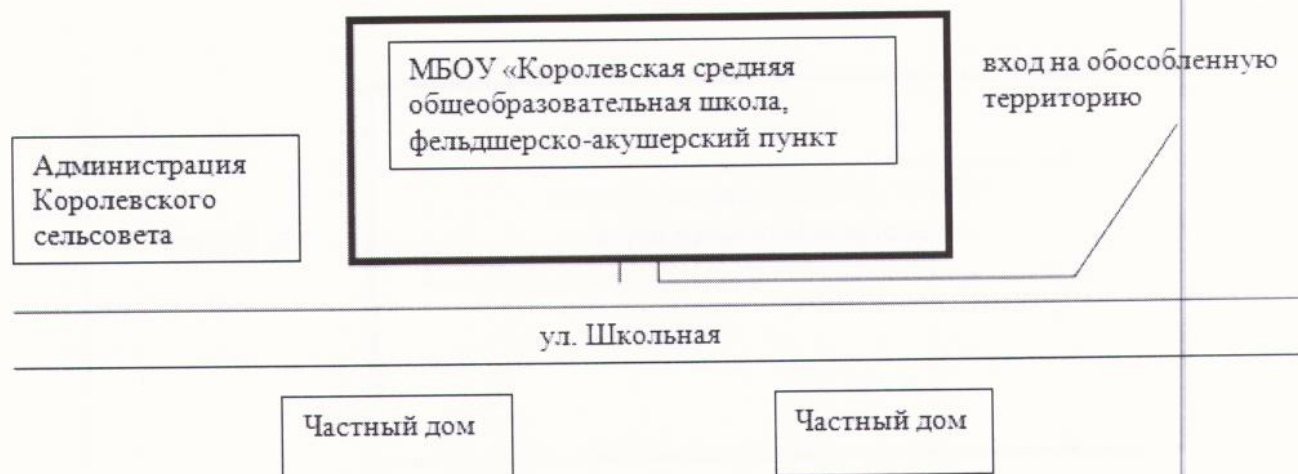 МБОУ «Королевская средняя
общеобразовательная школа,
фельдшерско-акушерский пункт
вход на обособленную
территорию
Администрация
Королевского
сельсовета
ул. Школьная
Частный дом
Частный дом